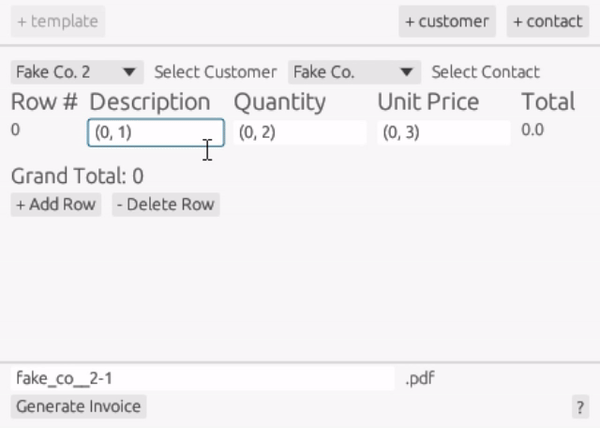 + template + customer + contact
Fake Co. 2 Select Customer Fake Co. Select Contact
Row # Description Quantity Unit Price Total
0 (0, 1) (0, 2) (0, 3) 0.0
Grand Total: 0
+ Add Row - Delete Row
fake_co__2-1 .pdf
Generate Invoice ?